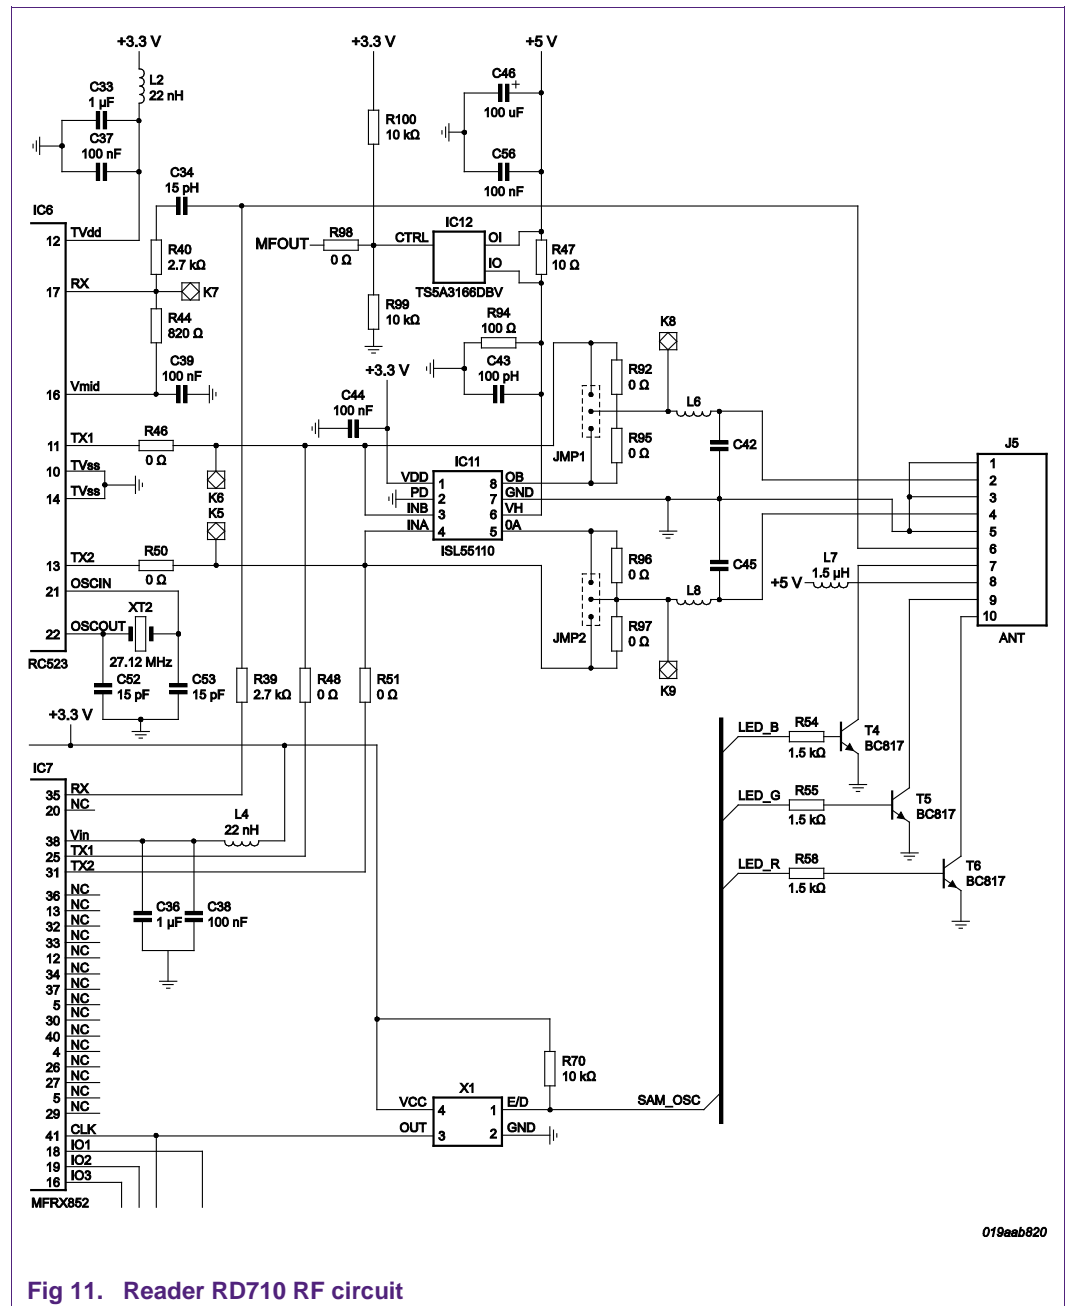 +3.3 V
+3.3 V
+5 V
L2
22 nH
C33
1 µF
C37
100 nF
C46
+
100 uF
C56
100 nF
R100
10 kΩ
C34
15 pH
IC6
12 TVdd
R40
2.7 kΩ
17 RX
K7
R44
820 Ω
C39
100 nF
16 Vmid
MFOUT
R98
0 Ω
CTRL
IC12
OI
IO
TS5A3166DBV
R47
10 Ω
R99
10 kΩ
R94
100 Ω
C43
100 pH
+3.3 V
C44
100 nF
K8
R92
0 Ω
L6
R95
0 Ω
JMP1
C42
J5
11 TX1
R46
0 Ω
10 TVss
14 TVss
K6
K5
IC11
VDD 1 8 OB
PD 2 7 GND
INB 3 6 VH
INA 4 5 0A
ISL55110
1
2
3
4
5
6
7
8
9
10
ANT
13 TX2
R50
0 Ω
21 OSCIN
XT2
22 OSCOUT
27.12 MHz
RC523
C52
15 pF
C53
15 pF
R96
0 Ω
C45
L7
1.5 µH
+5 V
L8
JMP2
R97
0 Ω
K9
R39
2.7 kΩ
R48
0 Ω
R51
0 Ω
+3.3 V
LED_B
R54
1.5 kΩ
T4
BC817
LED_G
R55
1.5 kΩ
T5
BC817
LED_R
R58
1.5 kΩ
T6
BC817
IC7
35 RX
20 NC
L4
22 nH
38 Vin
25 TX1
31 TX2
36 NC
13 NC
32 NC
33 NC
12 NC
34 NC
37 NC
5 NC
30 NC
40 NC
4 NC
26 NC
27 NC
5 NC
29 NC
41 CLK
18 IO1
19 IO2
16 IO3
MFRX852
C36
1 µF
C38
100 nF
R70
10 kΩ
X1
VCC 4 1 E/D
OUT 3 2 GND
SAM_OSC
019aab820
Fig 11. Reader RD710 RF circuit